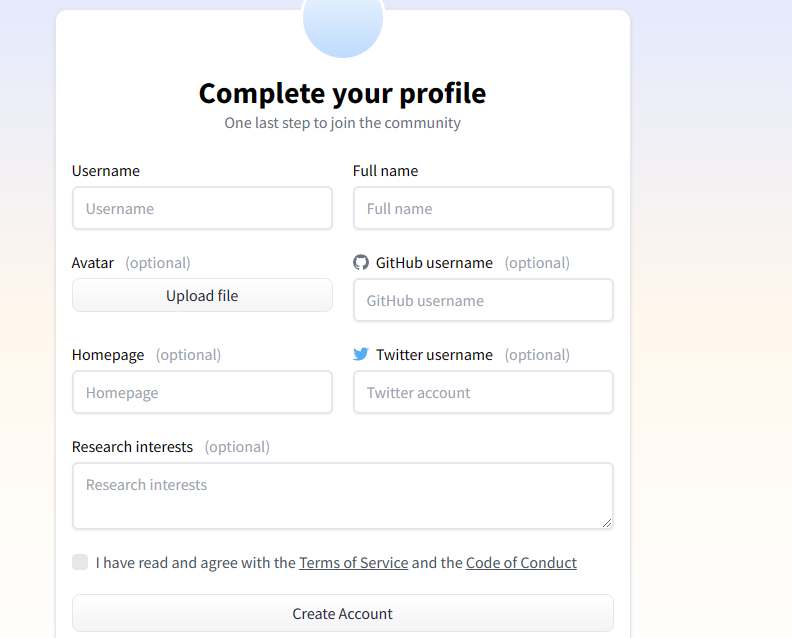 Complete your profile
One last step to join the community
Username Full name
Username Full name
Avatar (optional) GitHub username (optional)
Upload file GitHub username
Homepage (optional) Twitter username (optional)
Homepage Twitter account
Research interests (optional)
Research interests
I have read and agree with the Terms of Service and the Code of Conduct
Create Account